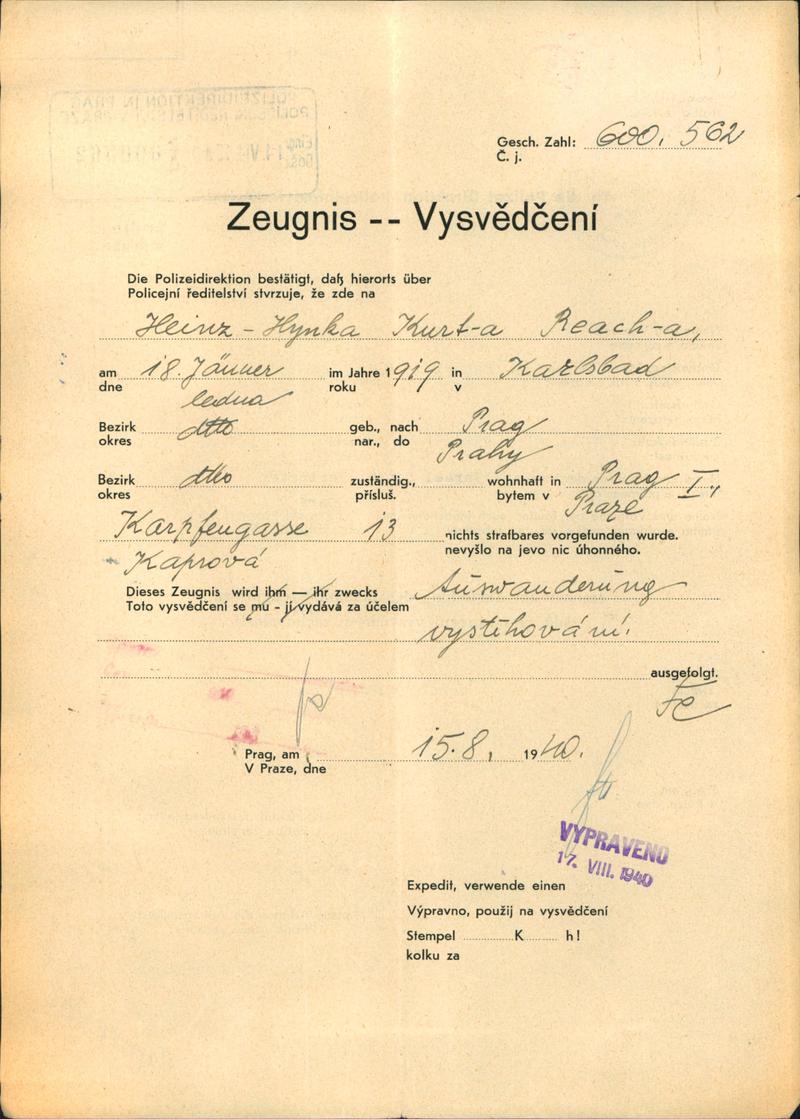 Gesch. Zahl: 600.562
Č. j.
Zeugnis -- Vysvědčení
Die Polizeidirektion bestätigt, daß hierorts über
Policejní ředitelství stvrzuje, že zde na
Heinz - Hynka Kurt-a Reach-a,
am 18. Jänner im Jahre 1919 in Karlsbad
dne ledna roku v
Bezirk dtto geb., nach Prag
okres nar., do Prahy
Bezirk dtto zuständig., wohnhaft in Prag I.,
okres přísluš. bytem v Praze
Karpfengasse 13 nichts strafbares vorgefunden wurde.
Kaprová nevyšlo na jevo nic úhonného.
Dieses Zeugnis wird ihm — ihr zwecks Auswanderung
Toto vysvědčení se mu - jí vydává za účelem
vystěhování.
ausgefolgt.
Prag, am 15.8. 1940.
V Praze, dne
VYPRAVENO
17. VIII. 1940
Expedit, verwende einen
Výpravno, použij na vysvědčení
Stempel K h!
kolku za